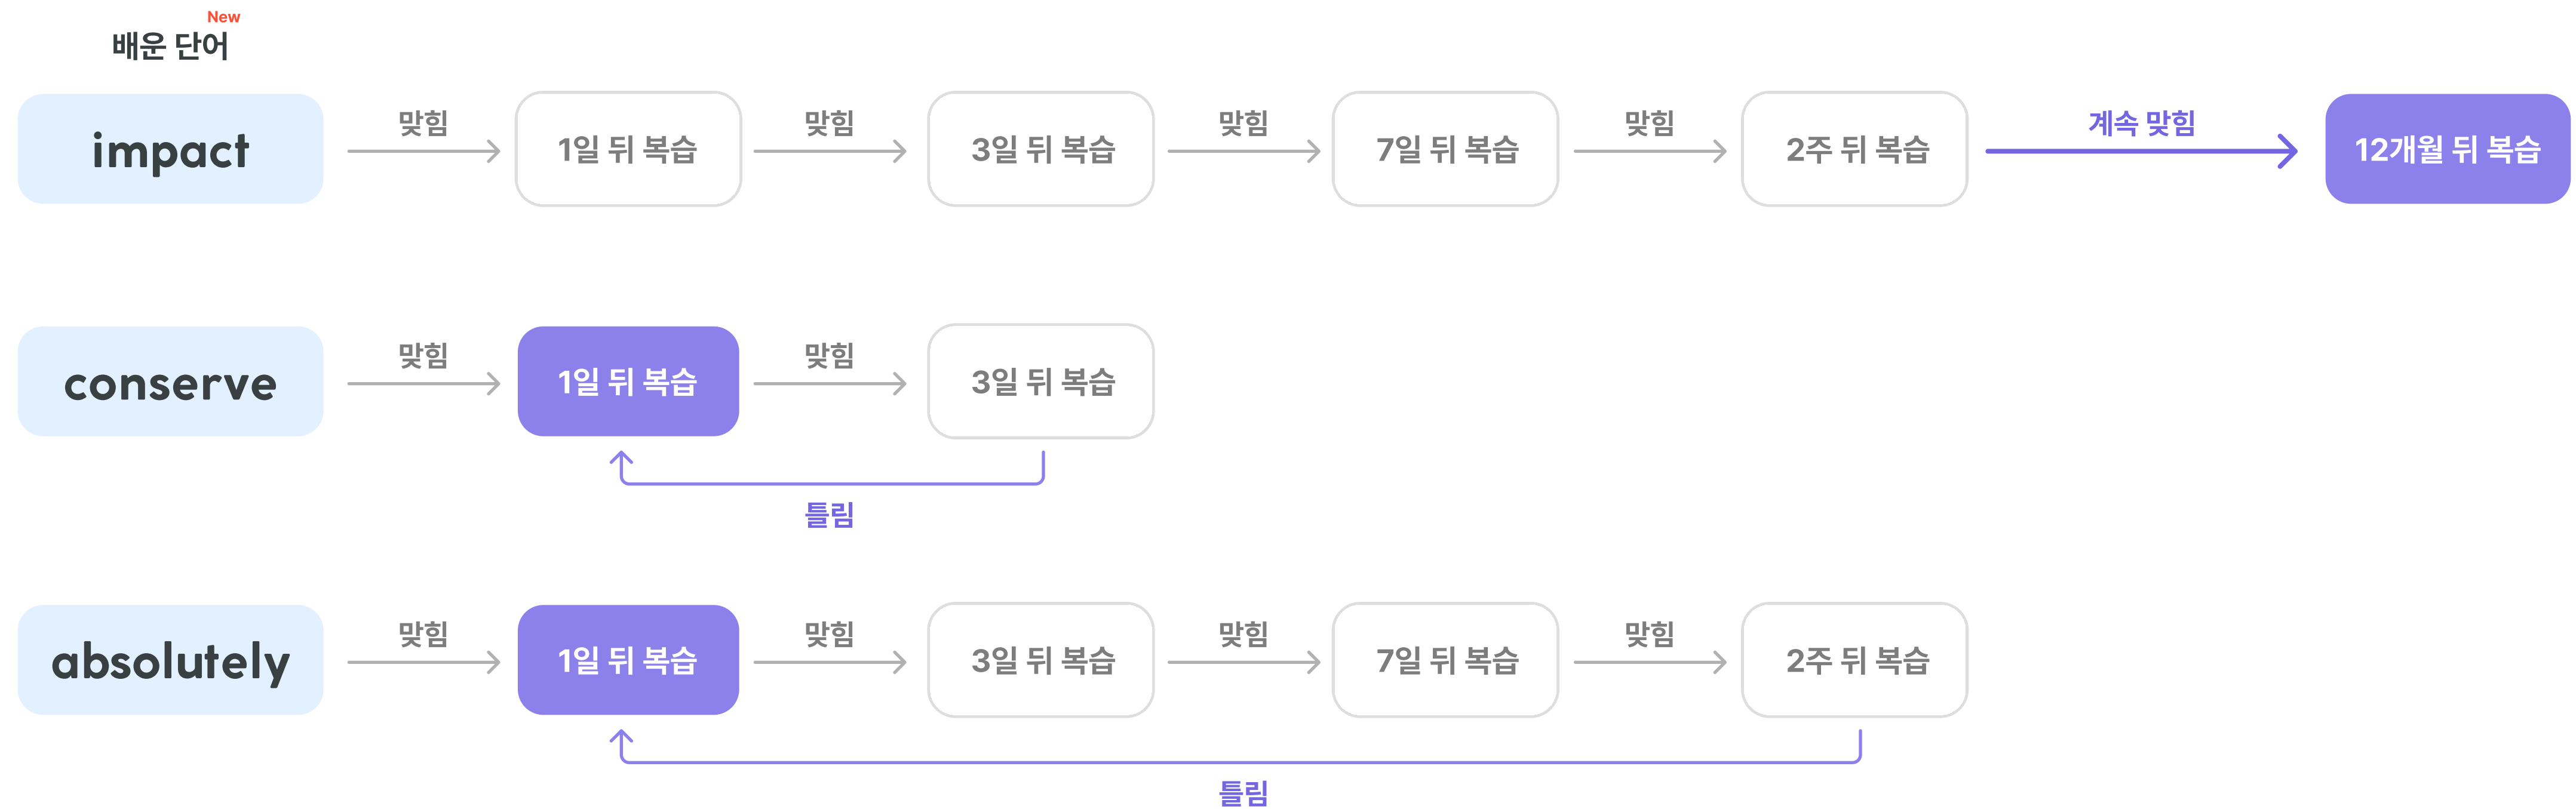 New
배운 단어
impact
맞힘
1일 뒤 복습
맞힘
3일 뒤 복습
맞힘
7일 뒤 복습
맞힘
2주 뒤 복습
계속 맞힘
12개월 뒤 복습
conserve
맞힘
1일 뒤 복습
맞힘
3일 뒤 복습
틀림
absolutely
맞힘
1일 뒤 복습
맞힘
3일 뒤 복습
맞힘
7일 뒤 복습
맞힘
2주 뒤 복습
틀림